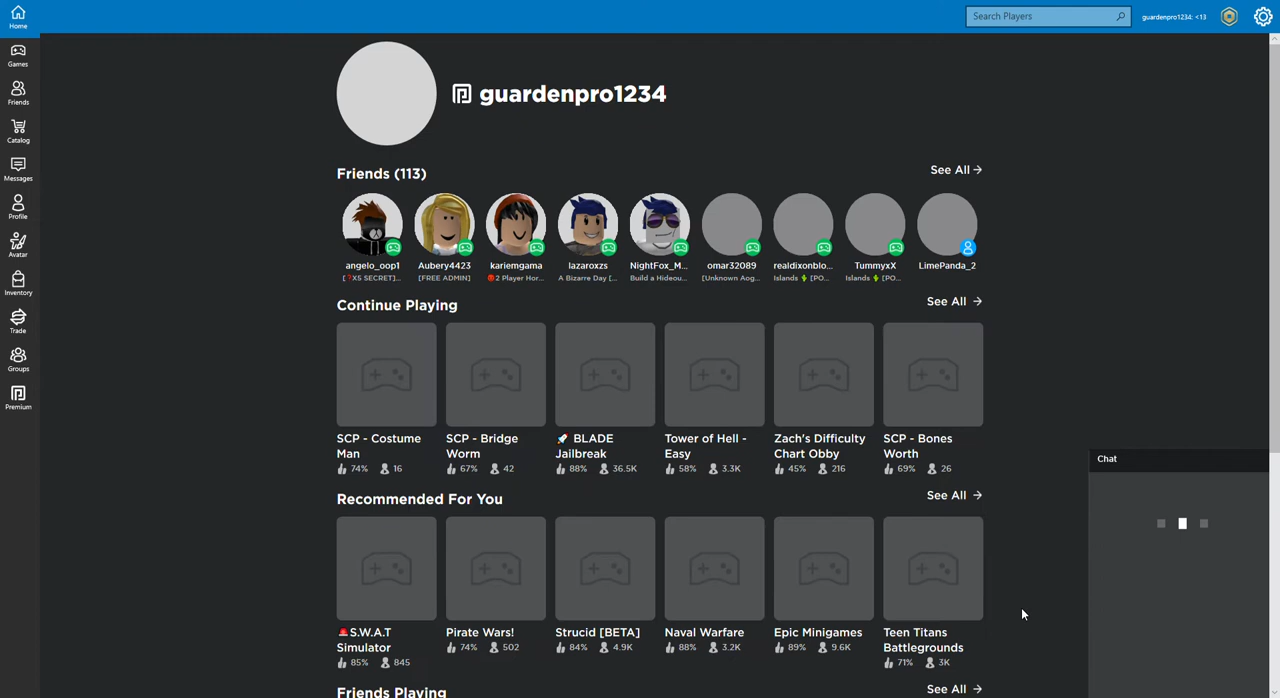 Home
Search Players
guardenpro1234: <13
Games
Friends
Catalog
Messages
Profile
Avatar
Inventory
Trade
Groups
Premium
guardenpro1234
Friends (113)
See All
angelo_oop1
Aubery4423
kariemgama
lazaroxzs
NightFox_M...
omar32089
realdixonblo...
TummyxX
LimePanda_2
[❓X5 SECRET]...
[FREE ADMIN]
🔴2 Player Hor...
A Bizarre Day [...
Build a Hideou...
[Unknown Aog...
Islands 🌵 [PO...
Islands 🌵 [PO...
Continue Playing
See All
SCP - Costume
Man
74% 16
SCP - Bridge
Worm
67% 42
🚀 BLADE
Jailbreak
88% 36.5K
Tower of Hell -
Easy
58% 3.3K
Zach's Difficulty
Chart Obby
45% 216
SCP - Bones
Worth
69% 26
Recommended For You
See All
🚨S.W.A.T
Simulator
85% 845
Pirate Wars!
74% 502
Strucid [BETA]
84% 4.9K
Naval Warfare
88% 3.2K
Epic Minigames
89% 9.6K
Teen Titans
Battlegrounds
71% 3K
Friends Playing
See All
Chat